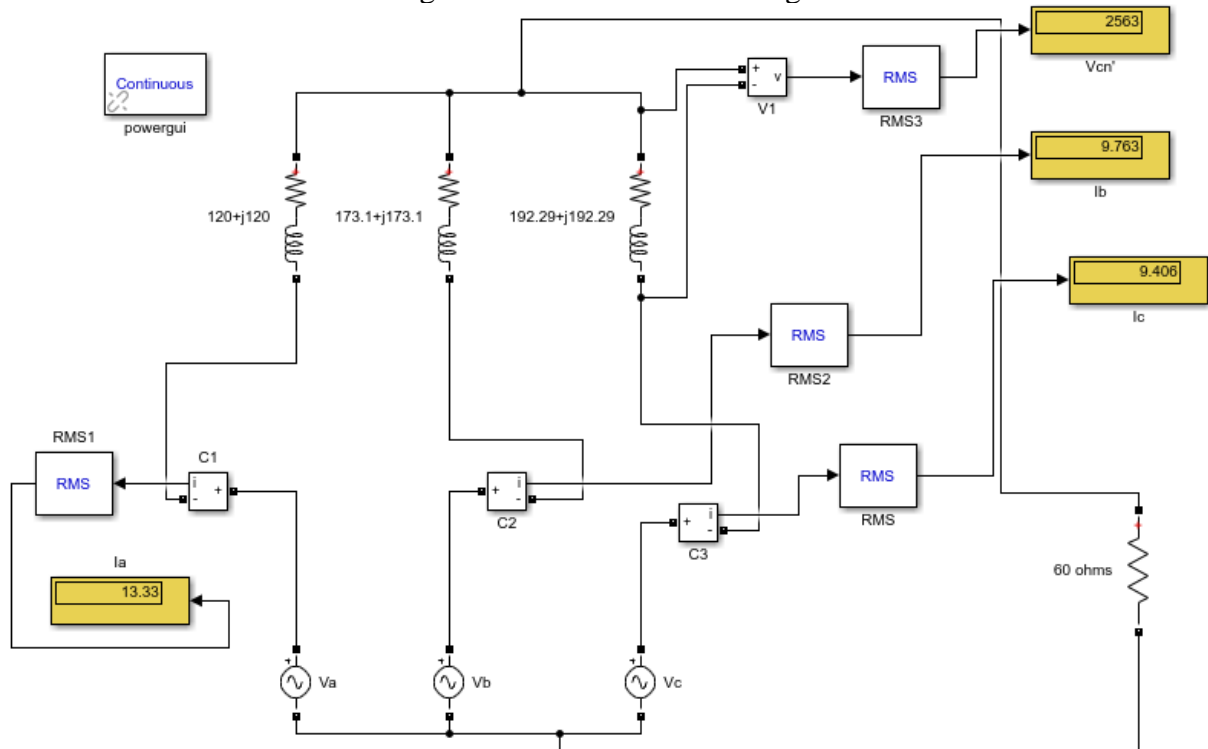 2563
Vcn'
Continuous
powergui
+
-
v
V1
RMS
RMS3
9.763
Ib
120+j120
173.1+j173.1
192.29+j192.29
9.406
Ic
RMS
RMS2
RMS1
RMS
C1
i
-
+
+
i
-
C2
RMS
RMS
+
i
-
C3
60 ohms
Ia
13.33
+
Va
+
Vb
+
Vc